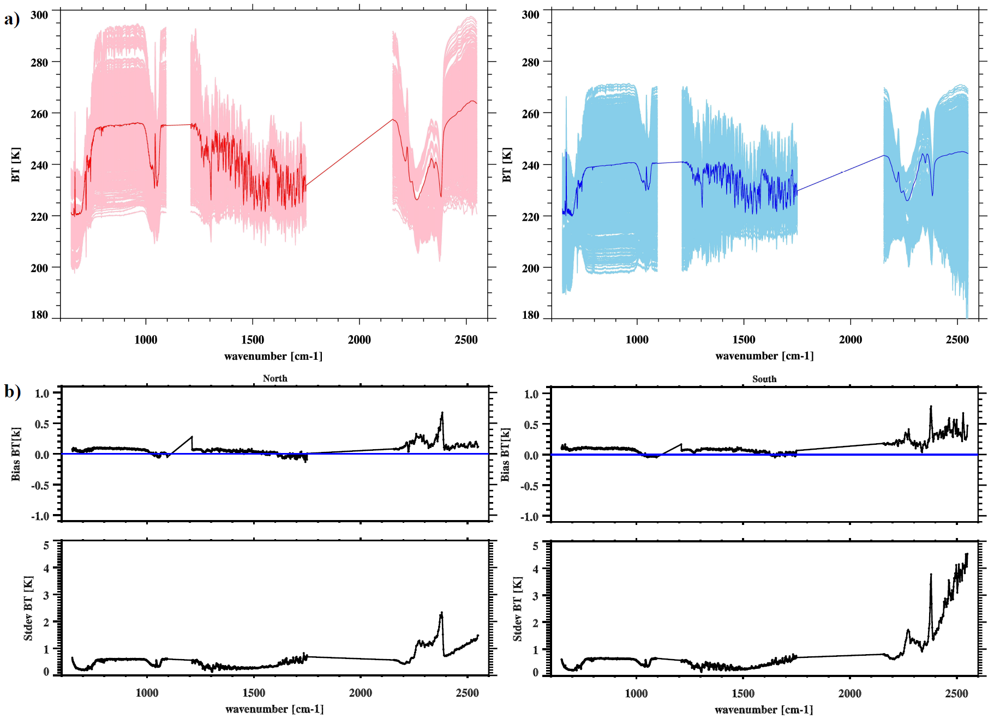 a)
300
280
260
240
220
200
180
BT [K]
1000 1500 2000 2500
wavenumber [cm-1]
300
280
260
240
220
200
180
BT [K]
1000 1500 2000 2500
wavenumber [cm-1]
b)
North
1.0
0.5
0.0
-0.5
-1.0
Bias BT[k]
South
1.0
0.5
0.0
-0.5
-1.0
Bias BT[k]
5
4
3
2
1
0
Stdev BT [K]
1000 1500 2000 2500
wavenumber [cm-1]
5
4
3
2
1
0
Stdev BT [K]
1000 1500 2000 2500
wavenumber [cm-1]